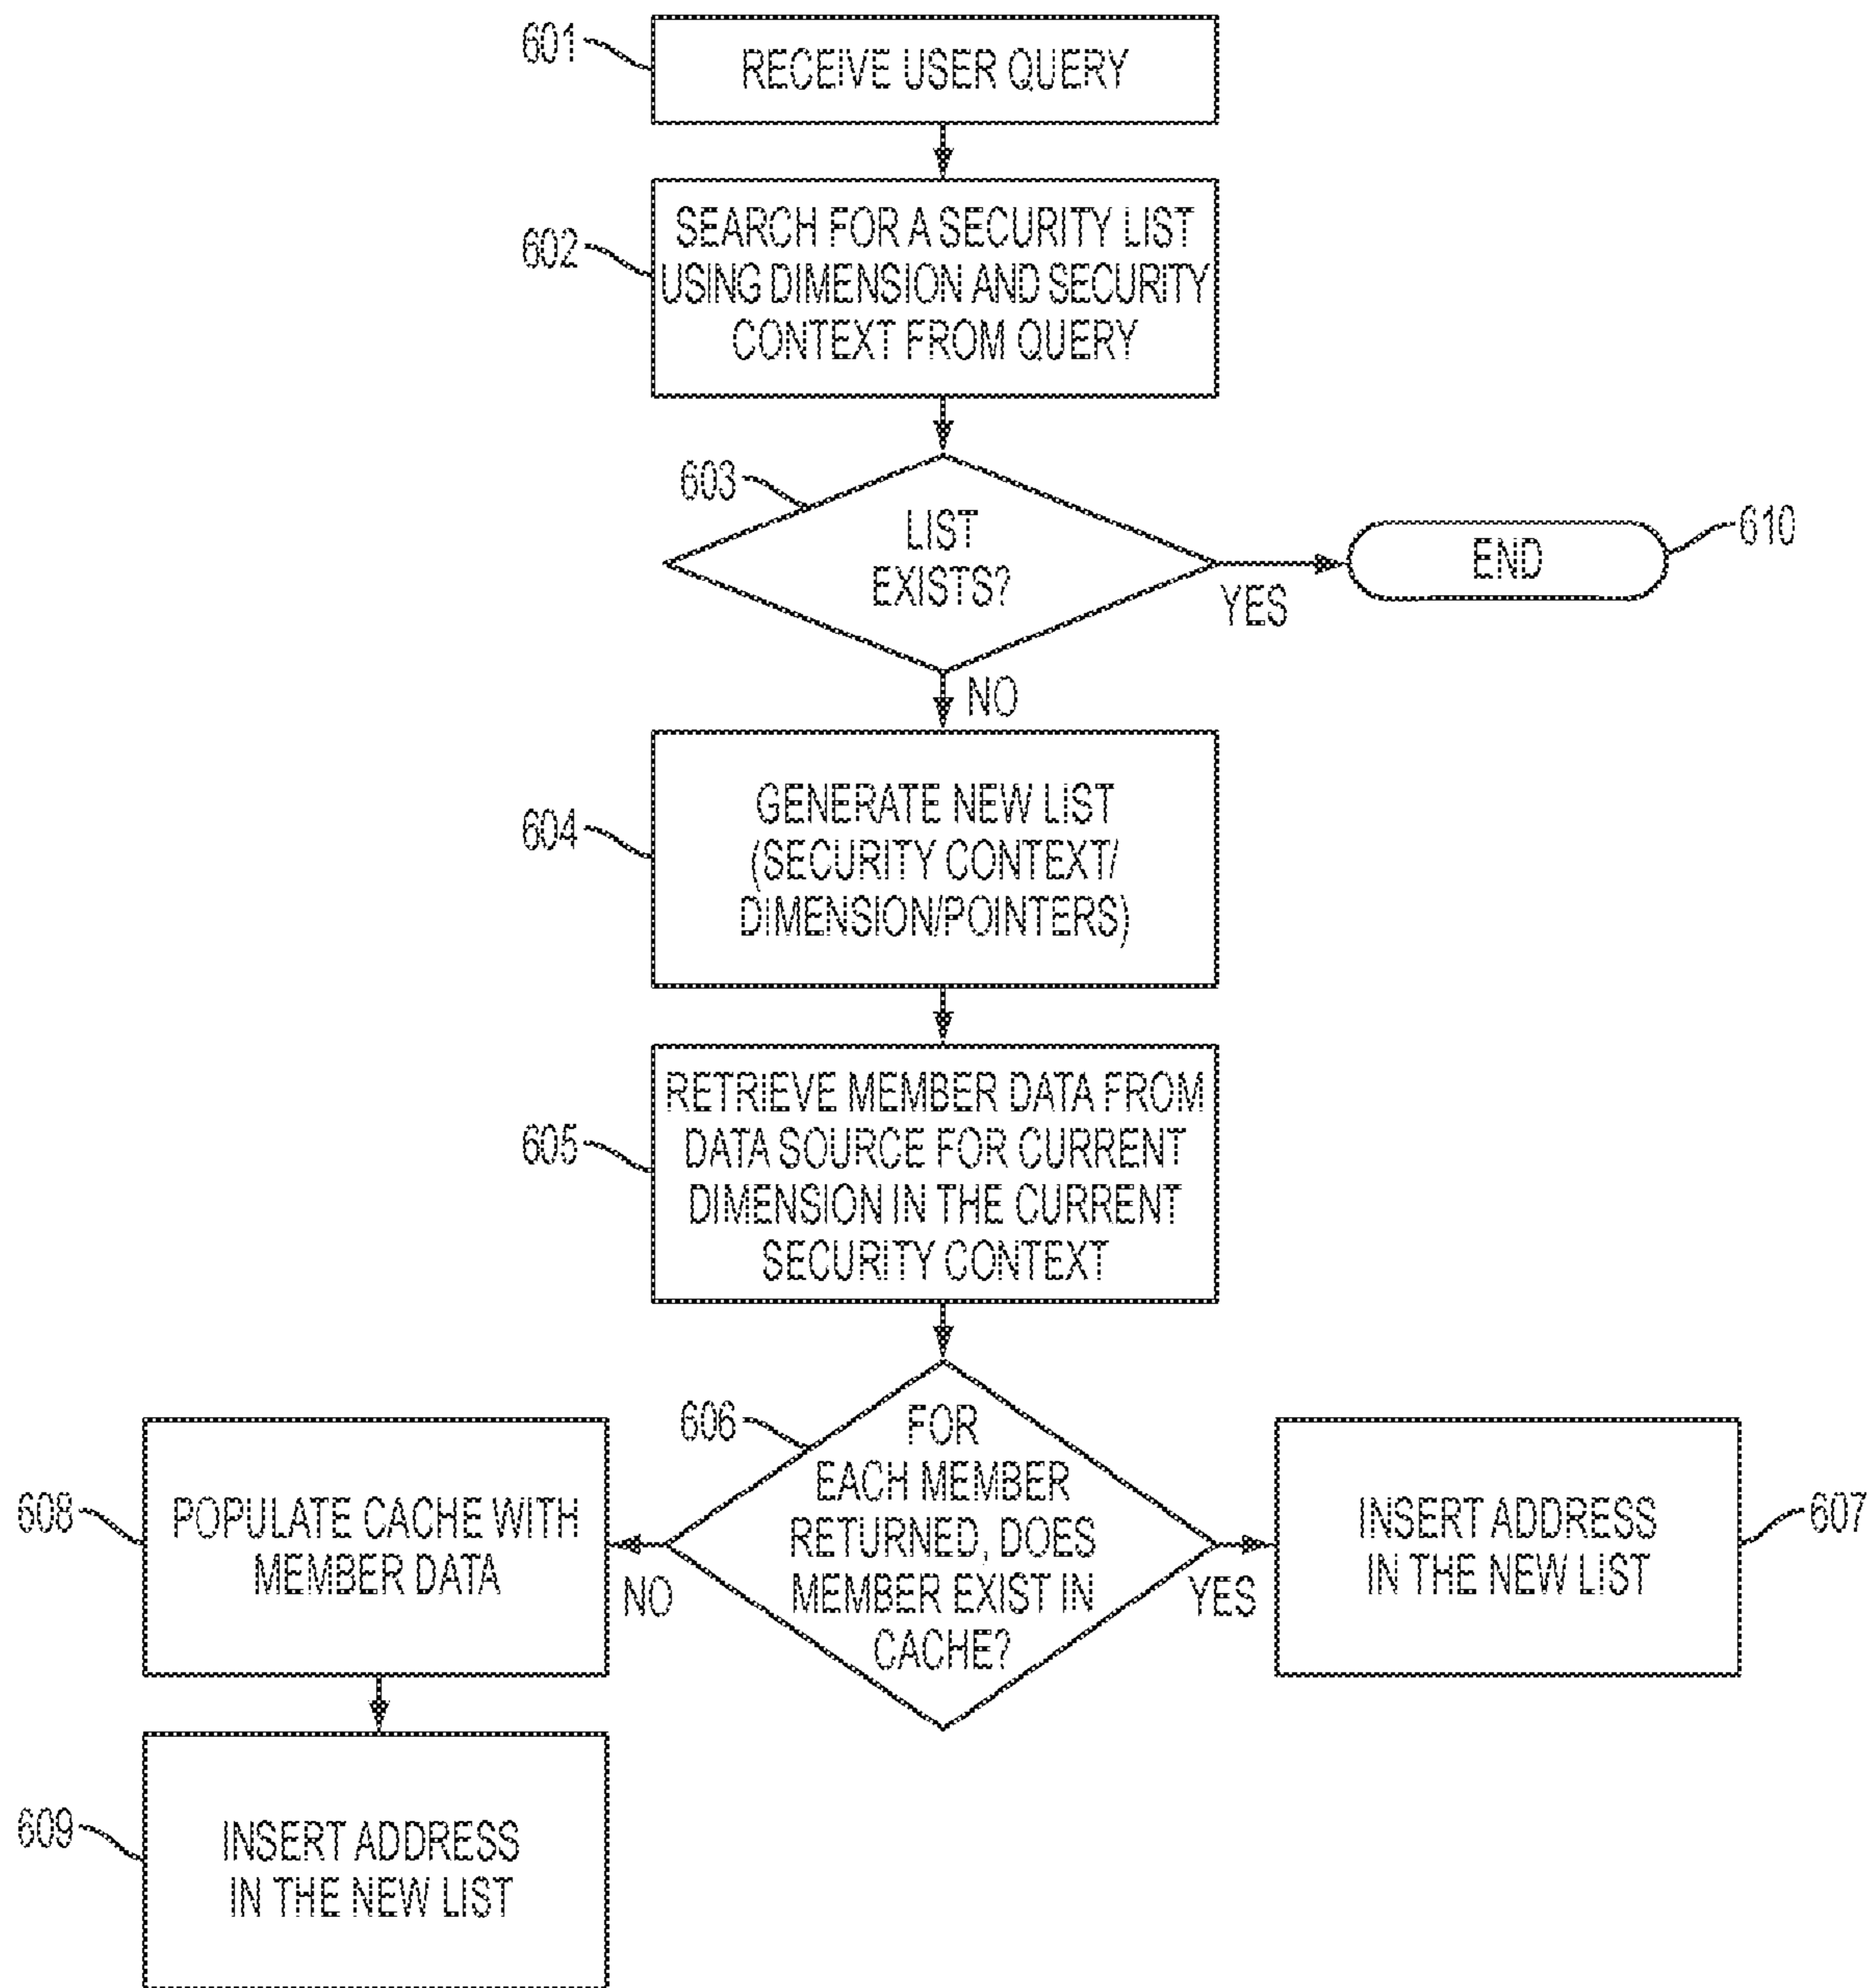 601
RECEIVE USER QUERY
602
SEARCH FOR A SECURITY LIST
USING DIMENSION AND SECURITY
CONTEXT FROM QUERY
603
LIST
EXISTS?
YES
END
610
NO
604
GENERATE NEW LIST
(SECURITY CONTEXT/
DIMENSION/POINTERS)
605
RETRIEVE MEMBER DATA FROM
DATA SOURCE FOR CURRENT
DIMENSION IN THE CURRENT
SECURITY CONTEXT
606
FOR
EACH MEMBER
RETURNED, DOES
MEMBER EXIST IN
CACHE?
YES
INSERT ADDRESS
IN THE NEW LIST
607
NO
608
POPULATE CACHE WITH
MEMBER DATA
609
INSERT ADDRESS
IN THE NEW LIST